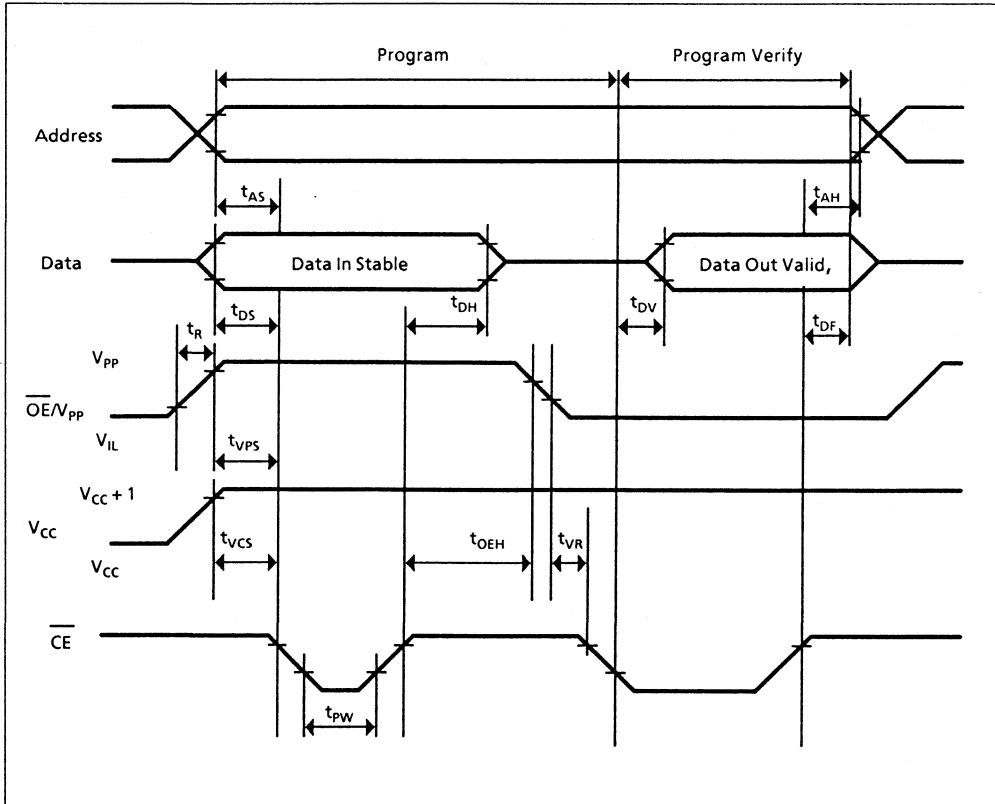 Program
Program Verify
Address
tAS
tAH
Data
Data In Stable
Data Out Valid,
tDS
tDH
tDV
tDF
tR
VPP
OE/VPP
VIL
tVPS
VCC + 1
VCC
VCC
tVCS
tOEH
tVR
CE
tPW